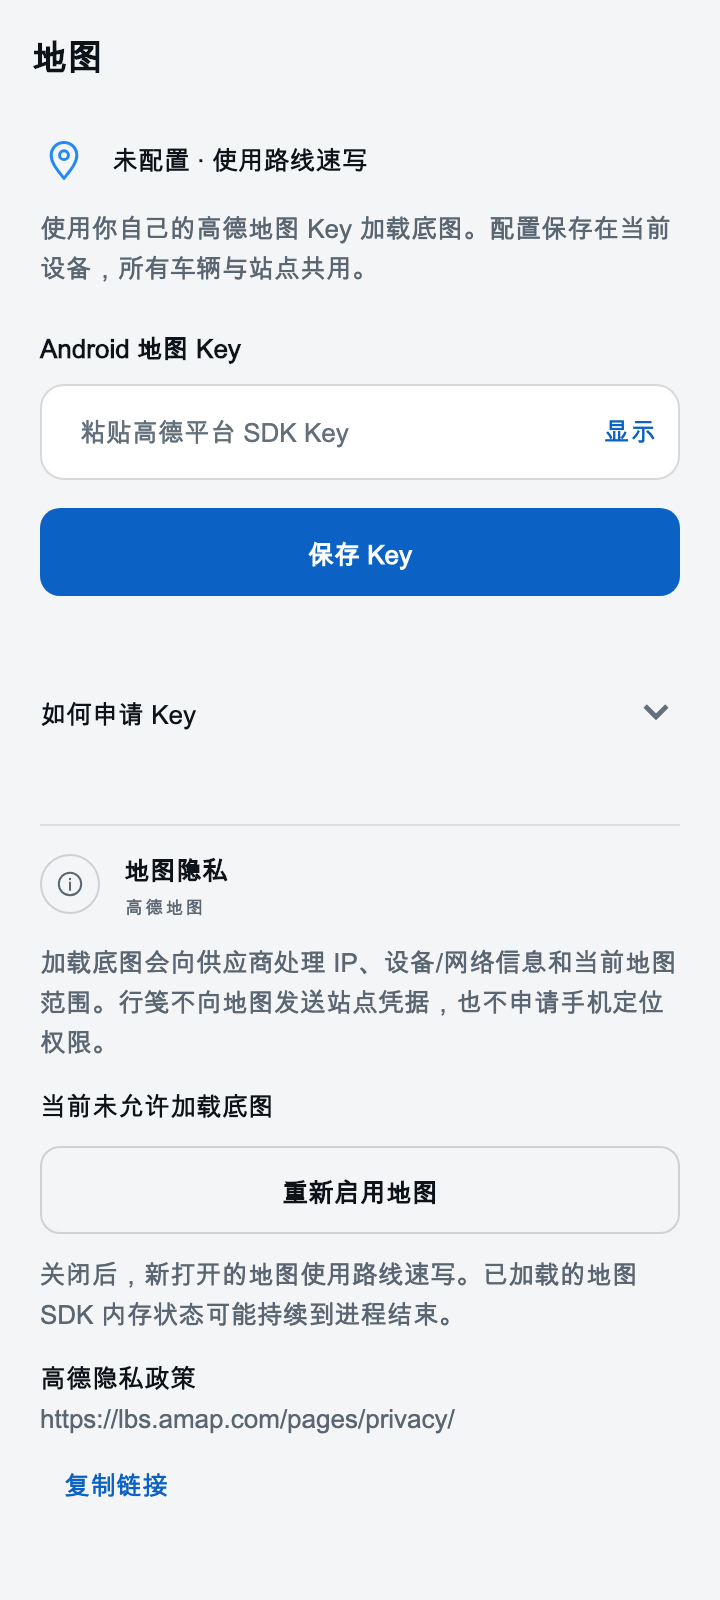 地图
未配置 · 使用路线速写
使用你自己的高德地图 Key 加载底图。配置保存在当前
设备，所有车辆与站点共用。
Android 地图 Key
粘贴高德平台 SDK Key
显示
保存 Key
如何申请 Key
地图隐私
高德地图
加载底图会向供应商处理 IP、设备/网络信息和当前地图
范围。行笺不向地图发送站点凭据，也不申请手机定位
权限。
当前未允许加载底图
重新启用地图
关闭后，新打开的地图使用路线速写。已加载的地图
SDK 内存状态可能持续到进程结束。
高德隐私政策
https://lbs.amap.com/pages/privacy/
复制链接